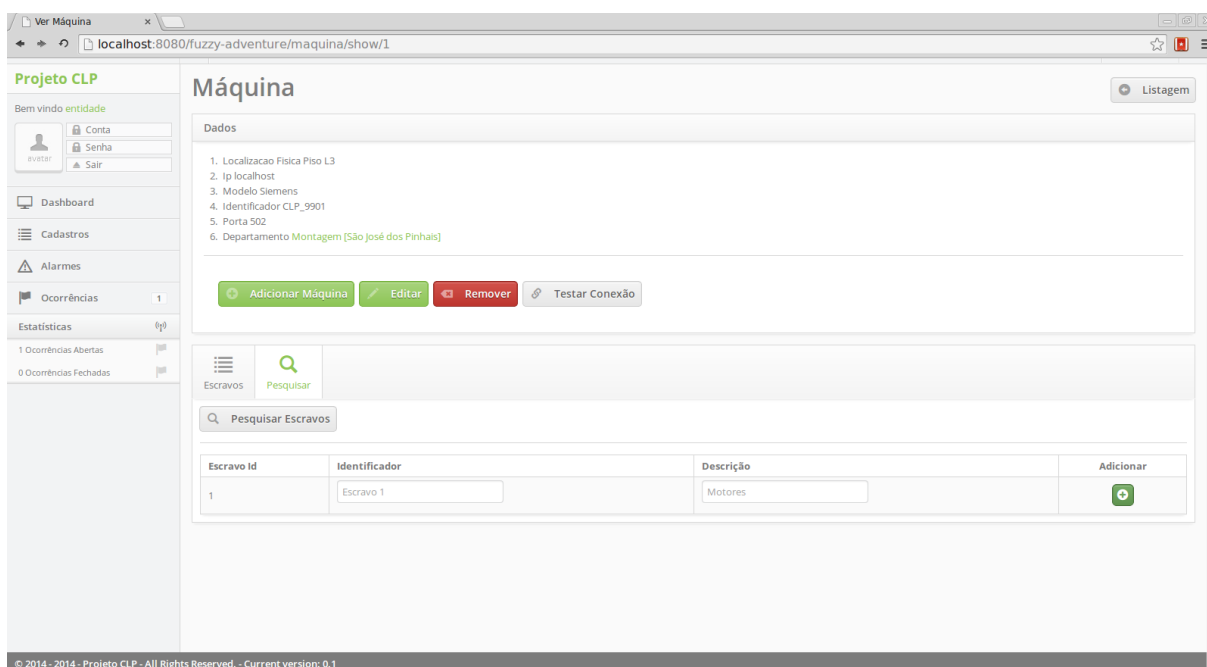 Ver Máquina
localhost:8080/fuzzy-adventure/maquina/show/1
Projeto CLP
Bem vindo entidade
avatar
Conta
Senha
Sair
Dashboard
Cadastros
Alarmes
Ocorrências 1
Estatísticas
1 Ocorrências Abertas
0 Ocorrências Fechadas
Máquina
Listagem
Dados
1. Localizacao Fisica Piso L3
2. Ip localhost
3. Modelo Siemens
4. Identificador CLP_9901
5. Porta 502
6. Departamento Montagem [São José dos Pinhais]
Adicionar Máquina Editar Remover Testar Conexão
Escravos Pesquisar
Pesquisar Escravos
Escravo Id Identificador Descrição Adicionar
1 Escravo 1 Motores
© 2014 - 2014 - Projeto CLP - All Rights Reserved. - Current version: 0.1